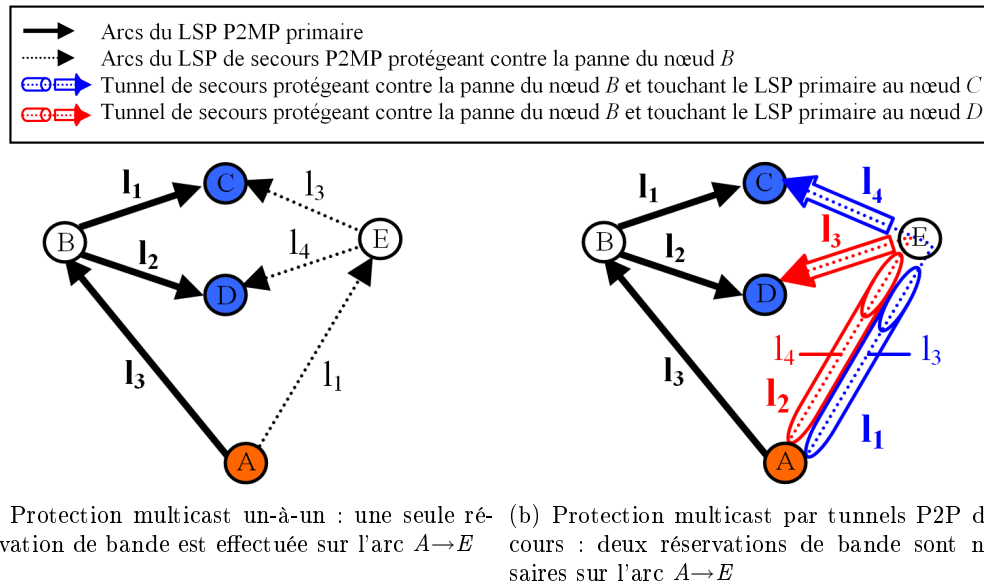 Arcs du LSP P2MP primaire
Arcs du LSP de secours P2MP protégeant contre la panne du nœud B
Tunnel de secours protégeant contre la panne du nœud B et touchant le LSP primaire au nœud C
Tunnel de secours protégeant contre la panne du nœud B et touchant le LSP primaire au nœud D
l₁ C l₃
B E
l₂ l₄
D
l₃ l₁
A
l₁ C l₄
B l₃ E
l₂
D
l₄ l₃
l₃ l₂
l₁
A
Protection multicast un-à-un : une seule ré-
vation de bande est effectuée sur l'arc A→E
(b) Protection multicast par tunnels P2P d
cours : deux réservations de bande sont n
saires sur l'arc A→E